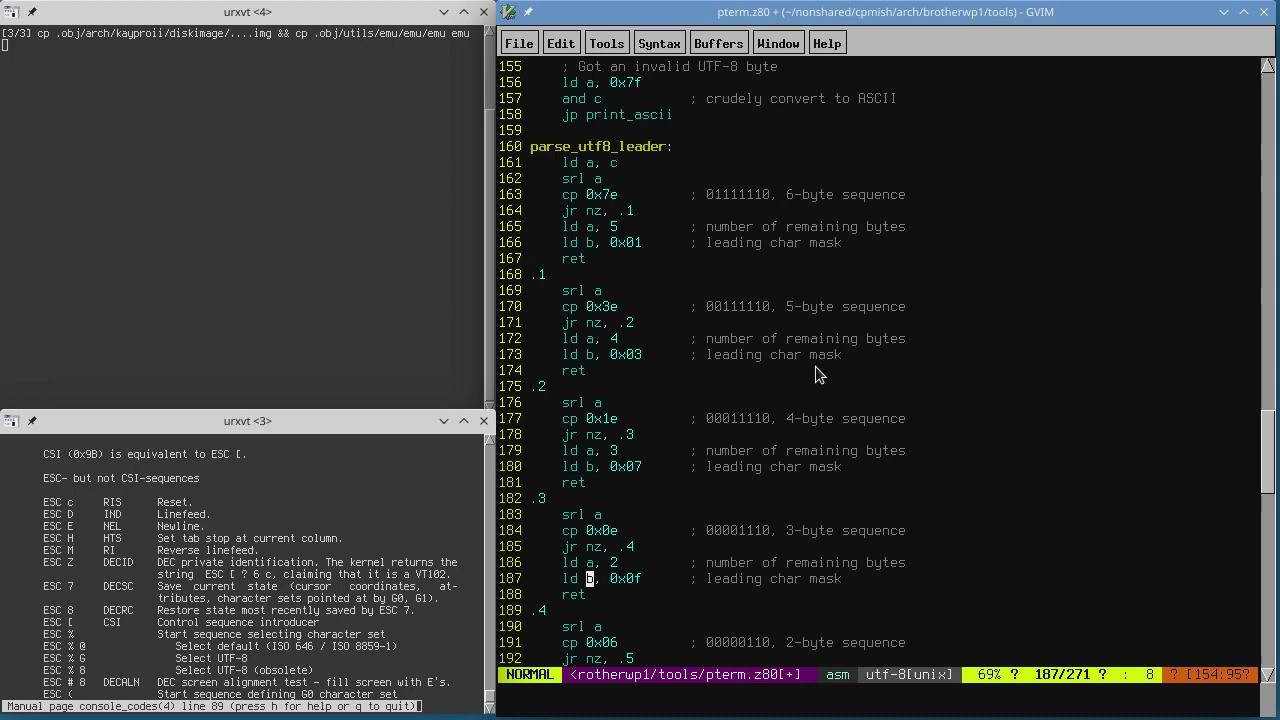 urxvt <4>
[3/3] cp .obj/arch/kayproii/diskimage/....img && cp .obj/utils/emu/emu/emu emu
urxvt <3>
CSI (0x9B) is equivalent to ESC [.
ESC- but not CSI-sequences
ESC c RIS Reset.
ESC D IND Linefeed.
ESC E NEL Newline.
ESC H HTS Set tab stop at current column.
ESC M RI Reverse linefeed.
ESC Z DECID DEC private identification. The kernel returns the
string ESC [ ? 6 c, claiming that it is a VT102.
ESC 7 DECSC Save current state (cursor coordinates, at-
tributes, character sets pointed at by G0, G1).
ESC 8 DECRC Restore state most recently saved by ESC 7.
ESC [ CSI Control sequence introducer
ESC % Start sequence selecting character set
ESC % @ Select default (ISO 646 / ISO 8859-1)
ESC % G Select UTF-8
ESC % 8 Select UTF-8 (obsolete)
ESC # 8 DECALN DEC screen alignment test - fill screen with E's.
ESC ( Start sequence defining G0 character set
Manual page console_codes(4) line 89 (press h for help or q to quit)
pterm.z80 + (~/nonshared/cpmish/arch/brotherwp1/tools) - GVIM
File Edit Tools Syntax Buffers Window Help
155 ; Got an invalid UTF-8 byte
156 ld a, 0x7f
157 and c ; crudely convert to ASCII
158 jp print_ascii
159
160 parse_utf8_leader:
161 ld a, c
162 srl a
163 cp 0x7e ; 01111110, 6-byte sequence
164 jr nz, .1
165 ld a, 5 ; number of remaining bytes
166 ld b, 0x01 ; leading char mask
167 ret
168 .1
169 srl a
170 cp 0x3e ; 00111110, 5-byte sequence
171 jr nz, .2
172 ld a, 4 ; number of remaining bytes
173 ld b, 0x03 ; leading char mask
174 ret
175 .2
176 srl a
177 cp 0x1e ; 00011110, 4-byte sequence
178 jr nz, .3
179 ld a, 3 ; number of remaining bytes
180 ld b, 0x07 ; leading char mask
181 ret
182 .3
183 srl a
184 cp 0x0e ; 00001110, 3-byte sequence
185 jr nz, .4
186 ld a, 2 ; number of remaining bytes
187 ld b, 0x0f ; leading char mask
188 ret
189 .4
190 srl a
191 cp 0x06 ; 00000110, 2-byte sequence
192 jr nz, .5
NORMAL <rotherwp1/tools/pterm.z80[+] asm utf-8[unix] 69% ? 187/271 ? : 8 ? [154:95?